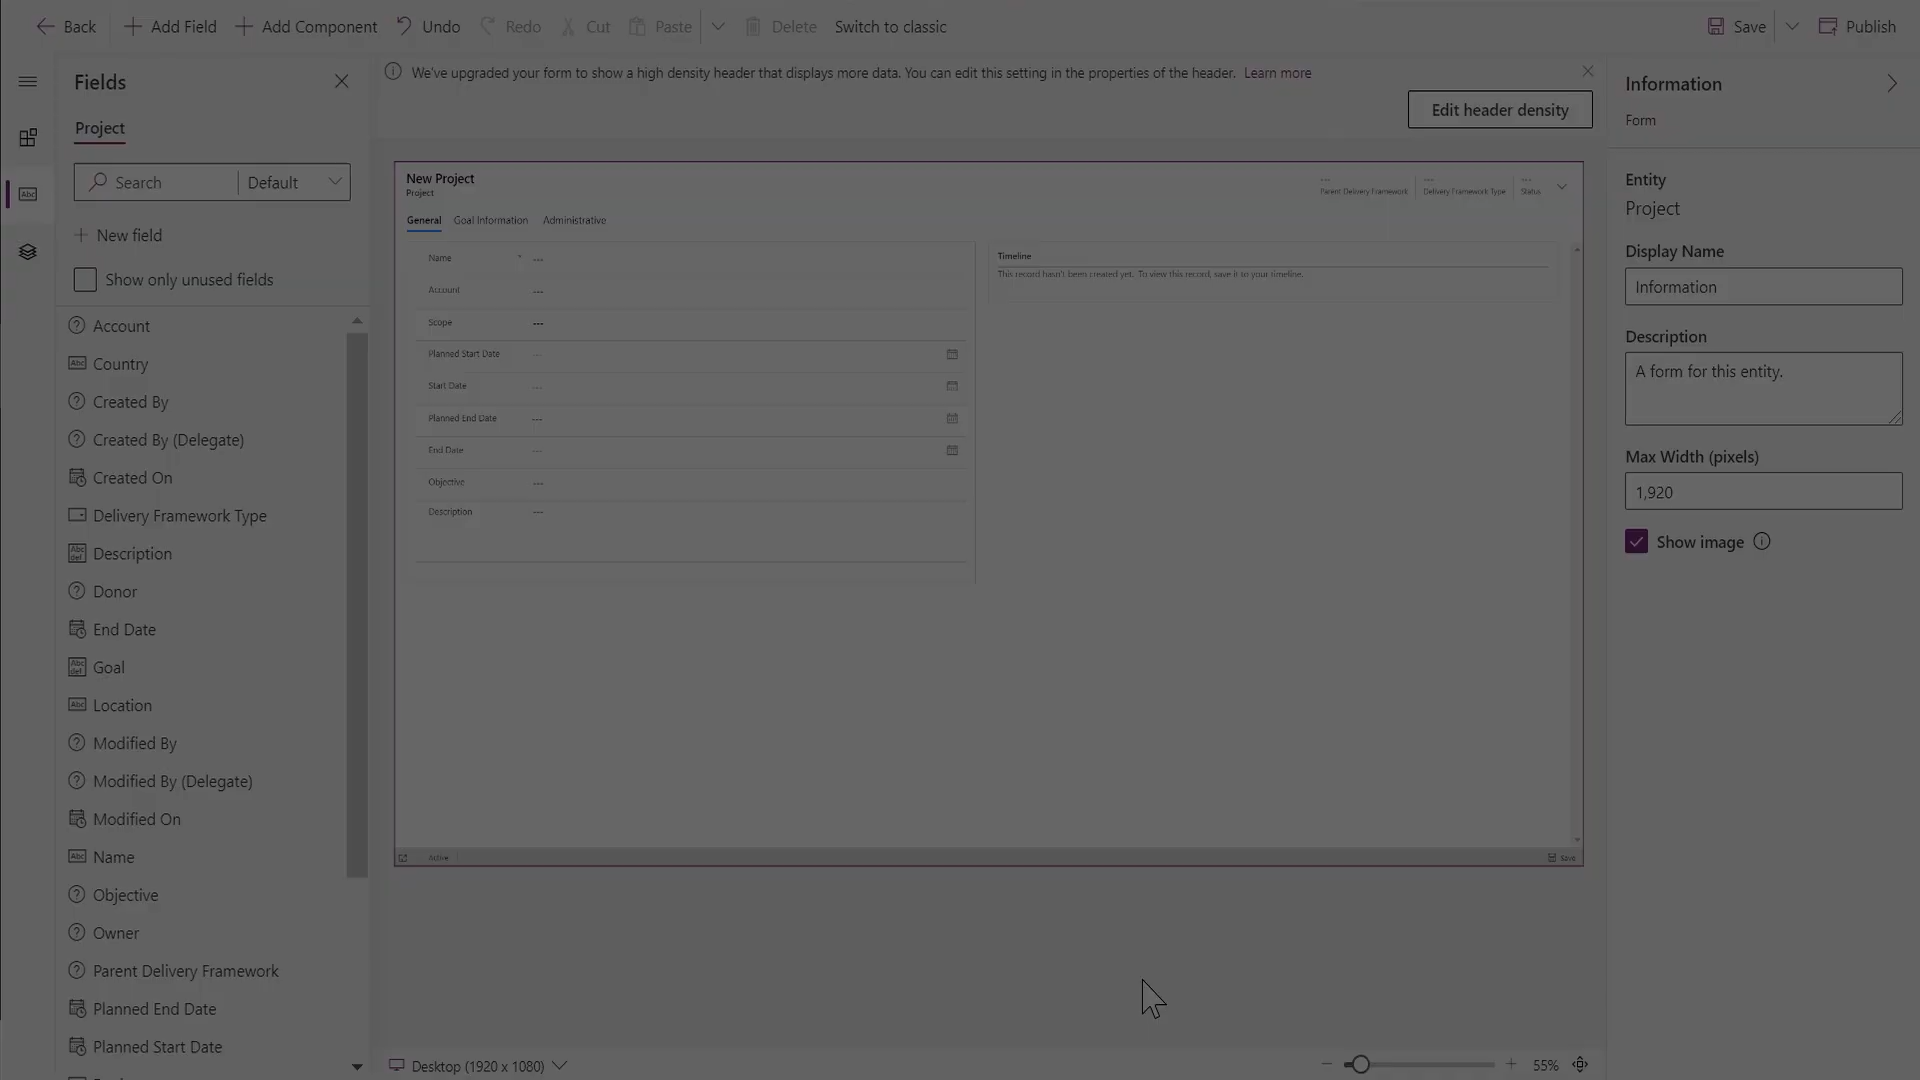 Back
Add Field
Add Component
Undo
Redo
Cut
Paste
Delete
Switch to classic
Save
Publish
Fields
Project
Search
Default
New field
Show only unused fields
Account
Country
Created By
Created By (Delegate)
Created On
Delivery Framework Type
Description
Donor
End Date
Goal
Location
Modified By
Modified By (Delegate)
Modified On
Name
Objective
Owner
Parent Delivery Framework
Planned End Date
Planned Start Date
We've upgraded your form to show a high density header that displays more data. You can edit this setting in the properties of the header. Learn more
Edit header density
New Project
Project
---
Parent Delivery Framework
---
Delivery Framework Type
---
Status
General
Goal Information
Administrative
Name * ---
Account ---
Scope ---
Planned Start Date ---
Start Date ---
Planned End Date ---
End Date ---
Objective ---
Description ---
Timeline
This record hasn't been created yet. To view this record, save it to your timeline.
Active
Save
Desktop (1920 x 1080)
55%
Information
Form
Entity
Project
Display Name
Information
Description
A form for this entity.
Max Width (pixels)
1,920
Show image